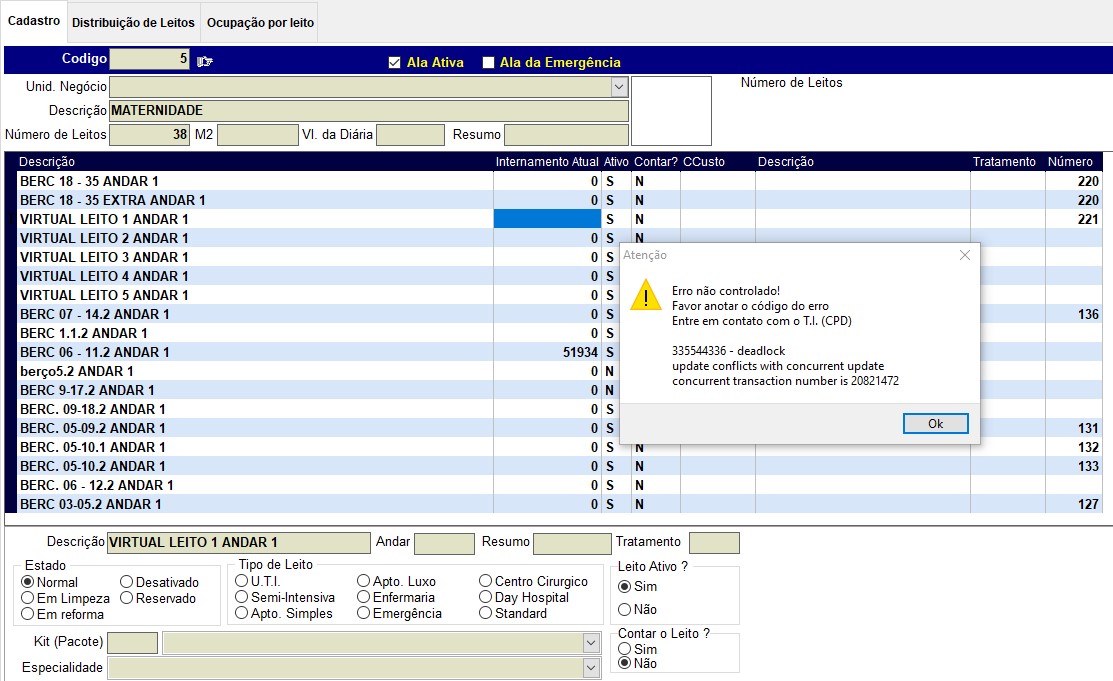 Cadastro Distribuição de Leitos Ocupação por leito
Codigo 5 Ala Ativa Ala da Emergência
Unid. Negócio Número de Leitos
Descrição MATERNIDADE
Número de Leitos 38 M2 Vl. da Diária Resumo
Descrição Internamento Atual Ativo Contar? CCusto Descrição Tratamento Número
BERC 18 - 35 ANDAR 1 0 S N 220
BERC 18 - 35 EXTRA ANDAR 1 0 S N 220
VIRTUAL LEITO 1 ANDAR 1 S N 221
VIRTUAL LEITO 2 ANDAR 1 0 S N
VIRTUAL LEITO 3 ANDAR 1 0 S
VIRTUAL LEITO 4 ANDAR 1 0 S
VIRTUAL LEITO 5 ANDAR 1 0 S
BERC 07 - 14.2 ANDAR 1 0 S 136
BERC 1.1.2 ANDAR 1 0 S
BERC 06 - 11.2 ANDAR 1 51934 S
berço5.2 ANDAR 1 0 N
BERC 9-17.2 ANDAR 1 0 N
BERC. 09-18.2 ANDAR 1 0 S
BERC. 05-09.2 ANDAR 1 0 S 131
BERC. 05-10.1 ANDAR 1 0 S N 132
BERC. 05-10.2 ANDAR 1 0 S N 133
BERC. 06 - 12.2 ANDAR 1 0 S N
BERC 03-05.2 ANDAR 1 0 S N 127
Atenção
Erro não controlado!
Favor anotar o código do erro
Entre em contato com o T.I. (CPD)
335544336 - deadlock
update conflicts with concurrent update
concurrent transaction number is 20821472
Ok
Descrição VIRTUAL LEITO 1 ANDAR 1 Andar Resumo Tratamento
Estado
Normal Desativado
Em Limpeza Reservado
Em reforma
Tipo de Leito
U.T.I. Apto. Luxo Centro Cirurgico
Semi-Intensiva Enfermaria Day Hospital
Apto. Simples Emergência Standard
Leito Ativo ?
Sim
Não
Kit (Pacote)
Especialidade
Contar o Leito ?
Sim
Não